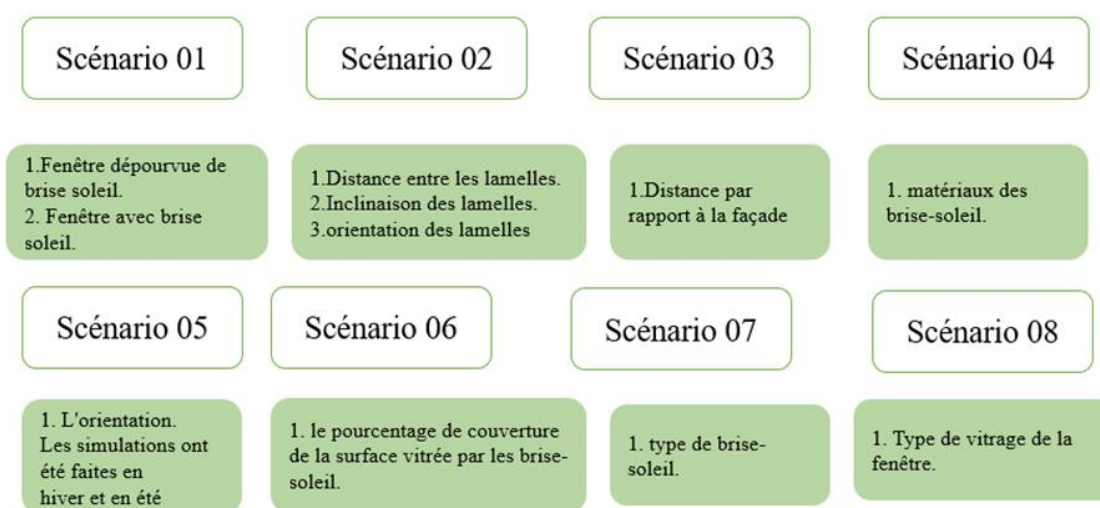 Scénario 01
Scénario 02
Scénario 03
Scénario 04
1.Fenêtre dépourvue de
brise soleil.
2. Fenêtre avec brise
soleil.
1.Distance entre les lamelles.
2.Inclinaison des lamelles.
3.orientation des lamelles
1.Distance par
rapport à la façade
1. matériaux des
brise-soleil.
Scénario 05
Scénario 06
Scénario 07
Scénario 08
1. L'orientation.
Les simulations ont
été faites en
hiver et en été
1. le pourcentage de couverture
de la surface vitrée par les brise-
soleil.
1. type de brise-
soleil.
1. Type de vitrage de la
fenêtre.